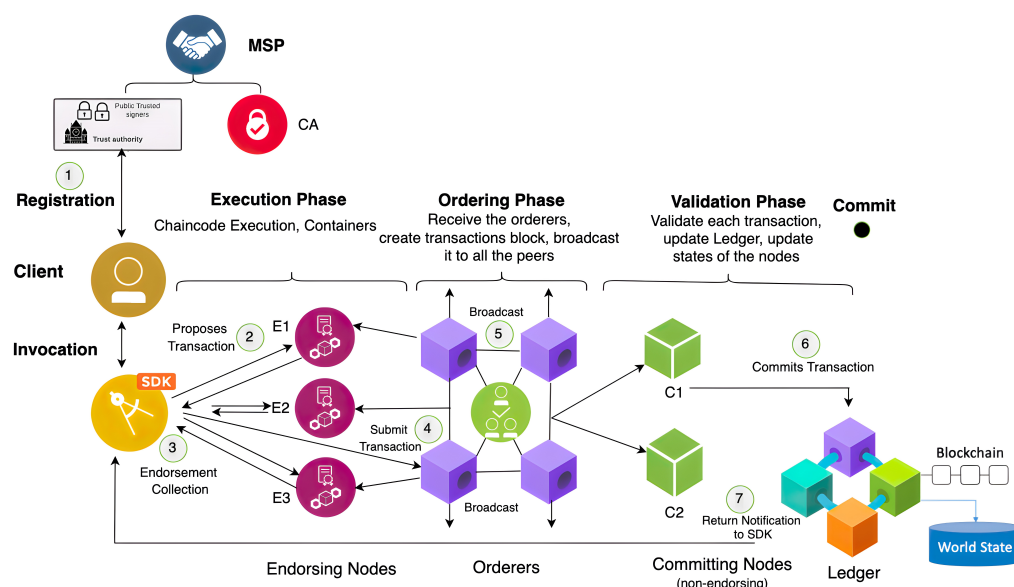 MSP
Public Trusted
signers
Trust authority
CA
1
Registration
Execution Phase
Chaincode Execution, Containers
Ordering Phase
Receive the orderers,
create transactions block, broadcast
it to all the peers
Validation Phase
Validate each transaction,
update Ledger, update
states of the nodes
Commit
Client
Invocation
SDK
Proposes
Transaction
2
E1
E2
E3
3
Endorsement
Collection
Submit
Transaction
4
Broadcast
5
Broadcast
C1
C2
6
Commits Transaction
7
Return Notification
to SDK
Blockchain
World State
Ledger
Endorsing Nodes
Orderers
Committing Nodes
(non-endorsing)